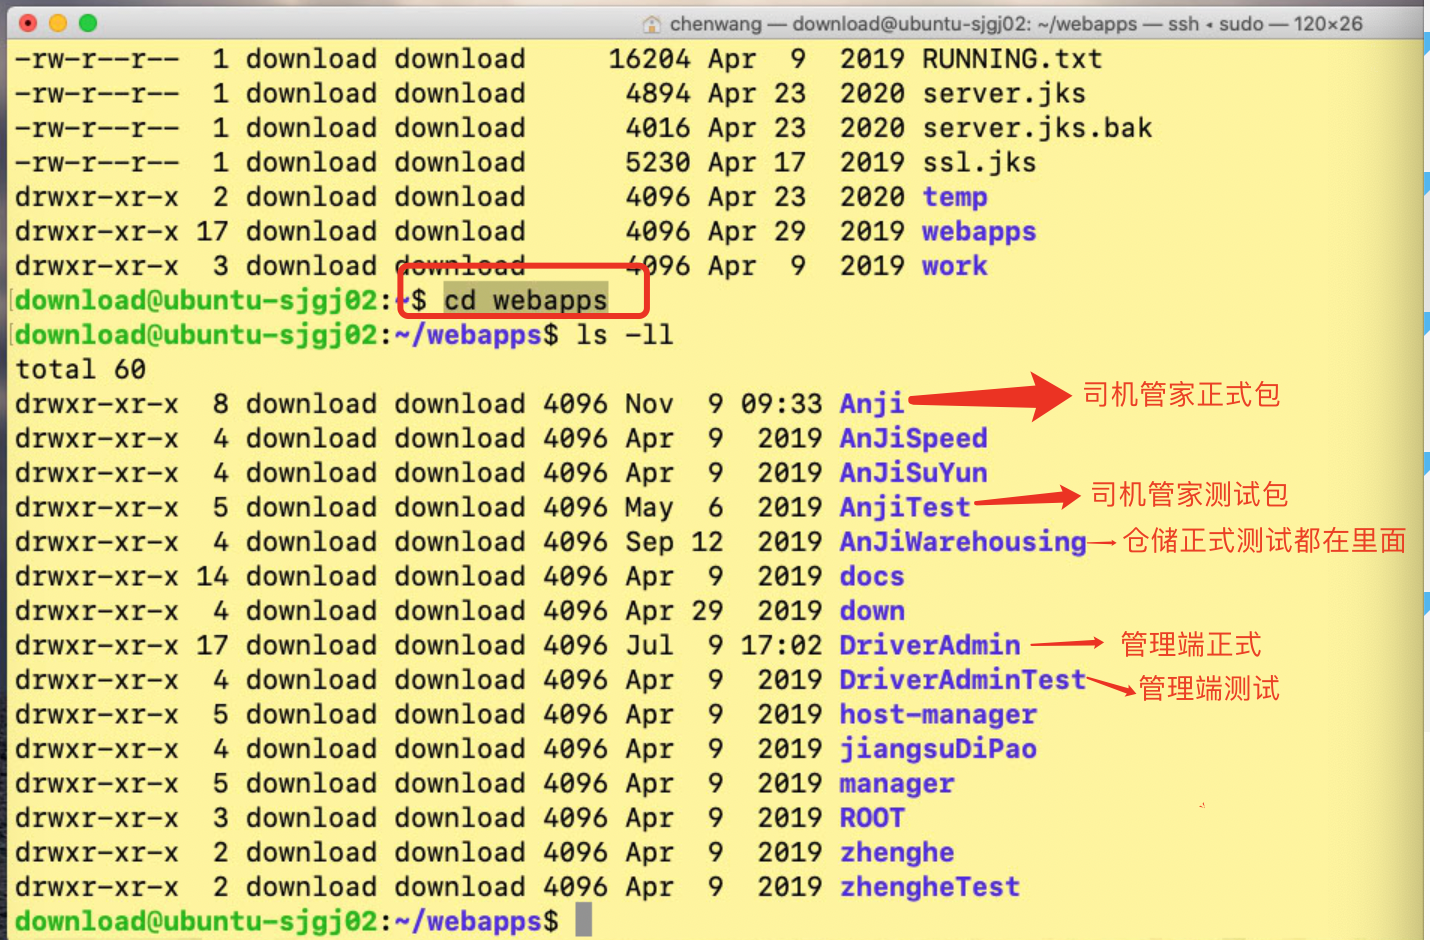 chenwang — download@ubuntu-sjgj02: ~/webapps — ssh ◂ sudo — 120×26
-rw-r--r--  1 download download     16204 Apr  9  2019 RUNNING.txt
-rw-r--r--  1 download download      4894 Apr 23  2020 server.jks
-rw-r--r--  1 download download      4016 Apr 23  2020 server.jks.bak
-rw-r--r--  1 download download      5230 Apr 17  2019 ssl.jks
drwxr-xr-x  2 download download      4096 Apr 23  2020 temp
drwxr-xr-x 17 download download      4096 Apr 29  2019 webapps
drwxr-xr-x  3 download download      4096 Apr  9  2019 work
download@ubuntu-sjgj02:~$ cd webapps
download@ubuntu-sjgj02:~/webapps$ ls -ll
total 60
drwxr-xr-x  8 download download 4096 Nov  9 09:33 Anji 司机管家正式包
drwxr-xr-x  4 download download 4096 Apr  9  2019 AnJiSpeed
drwxr-xr-x  4 download download 4096 Apr  9  2019 AnJiSuYun
drwxr-xr-x  5 download download 4096 May  6  2019 AnjiTest 司机管家测试包
drwxr-xr-x  4 download download 4096 Sep 12  2019 AnJiWarehousing 仓储正式测试都在里面
drwxr-xr-x 14 download download 4096 Apr  9  2019 docs
drwxr-xr-x  4 download download 4096 Apr 29  2019 down
drwxr-xr-x 17 download download 4096 Jul  9 17:02 DriverAdmin 管理端正式
drwxr-xr-x  4 download download 4096 Apr  9  2019 DriverAdminTest 管理端测试
drwxr-xr-x  5 download download 4096 Apr  9  2019 host-manager
drwxr-xr-x  4 download download 4096 Apr  9  2019 jiangsuDiPao
drwxr-xr-x  5 download download 4096 Apr  9  2019 manager
drwxr-xr-x  3 download download 4096 Apr  9  2019 ROOT
drwxr-xr-x  2 download download 4096 Apr  9  2019 zhenghe
drwxr-xr-x  2 download download 4096 Apr  9  2019 zhengheTest
download@ubuntu-sjgj02:~/webapps$